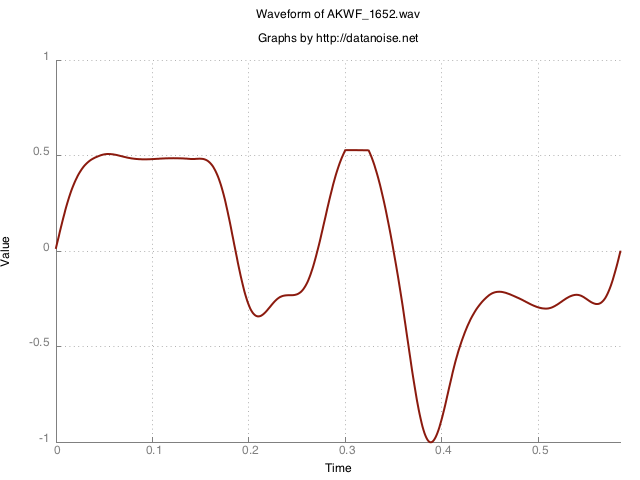 Waveform of AKWF_1652.wav
Graphs by http://datanoise.net
1
0.5
0
-0.5
-1
Value
0 0.1 0.2 0.3 0.4 0.5
Time